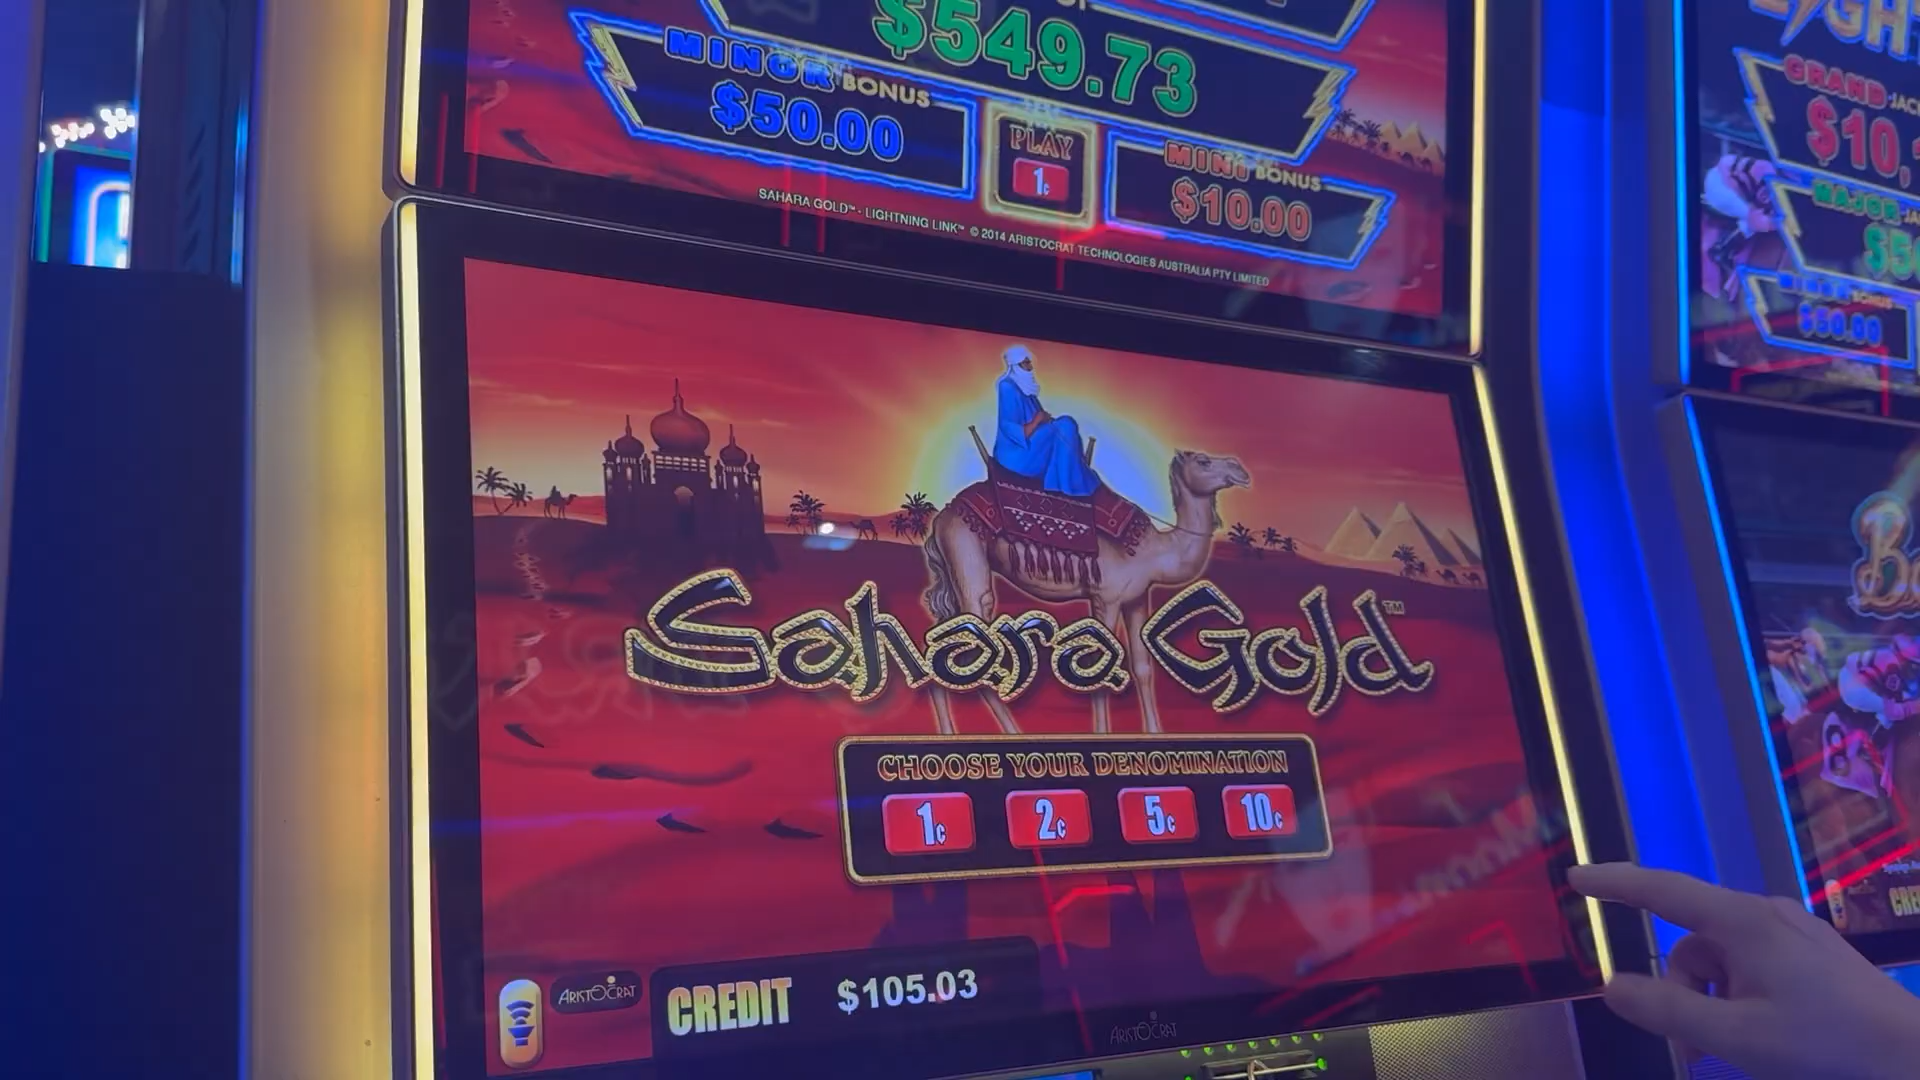 $549.73
MINOR BONUS
$50.00
PLAY
1¢
MINI BONUS
$10.00
SAHARA GOLD™ - LIGHTNING LINK™ © 2014 ARISTOCRAT TECHNOLOGIES AUSTRALIA PTY LIMITED
Sahara Gold™
CHOOSE YOUR DENOMINATION
1¢ 2¢ 5¢ 10¢
ARISTOCRAT
CREDIT $105.03
ARISTOCRAT
GRAND
$10,
MAJOR
MINOR BONUS
$50.00